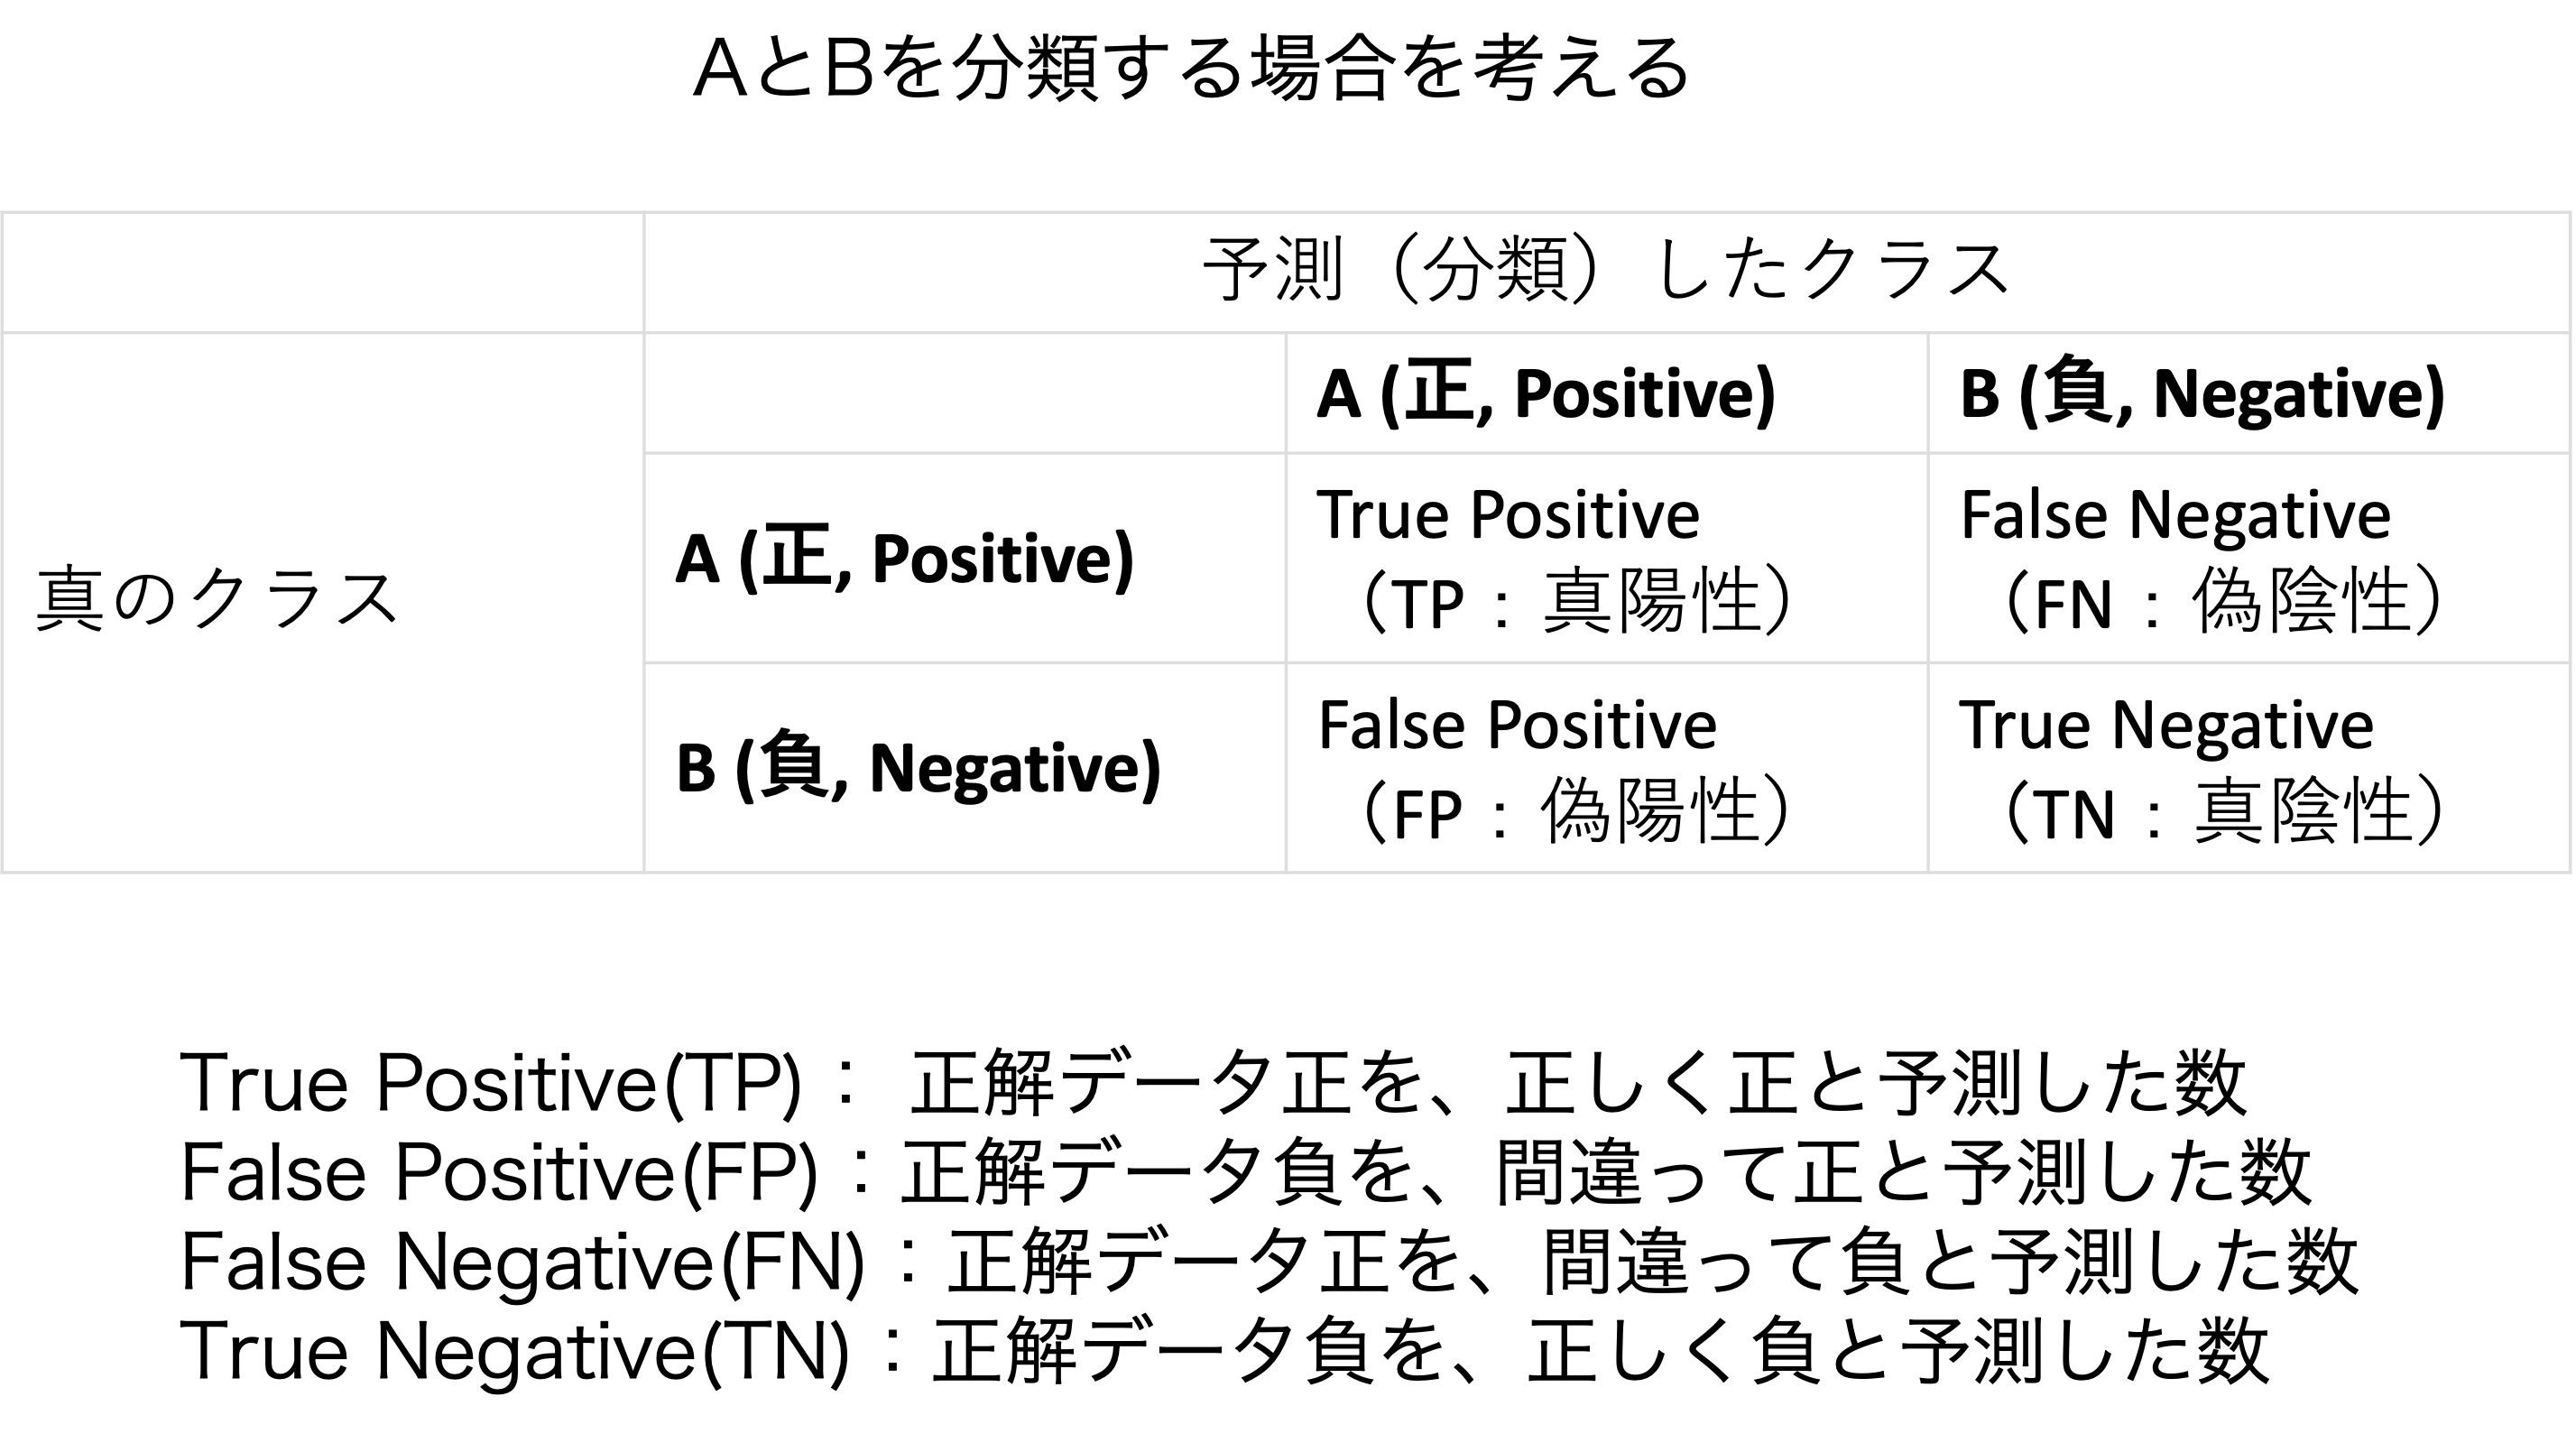 AとBを分類する場合を考える
予測（分類）したクラス
A (正, Positive)
B (負, Negative)
真のクラス
A (正, Positive)
True Positive
（TP：真陽性）
False Negative
（FN：偽陰性）
B (負, Negative)
False Positive
（FP：偽陽性）
True Negative
（TN：真陰性）
True Positive(TP)： 正解データ正を、正しく正と予測した数
False Positive(FP)：正解データ負を、間違って正と予測した数
False Negative(FN)：正解データ正を、間違って負と予測した数
True Negative(TN)：正解データ負を、正しく負と予測した数